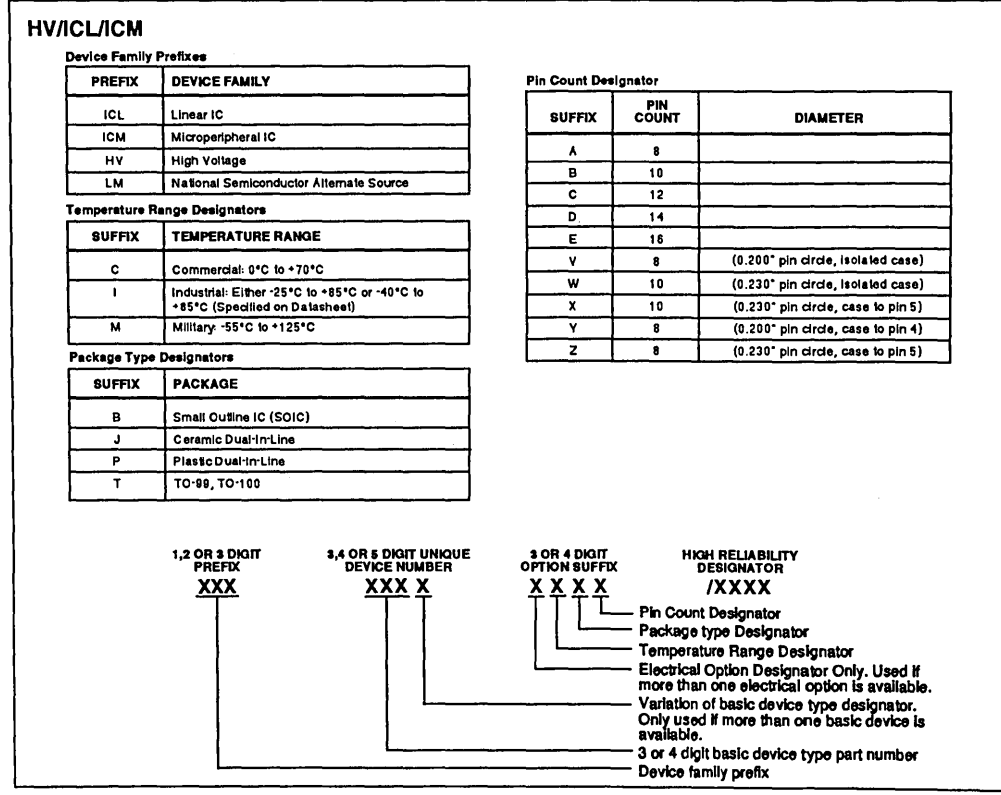 HV/ICL/ICM
Device Family Prefixes
PREFIX DEVICE FAMILY
ICL Linear IC
ICM Microperipheral IC
HV High Voltage
LM National Semiconductor Alternate Source
Temperature Range Designators
SUFFIX TEMPERATURE RANGE
C Commercial: 0°C to +70°C
I Industrial: Either -25°C to +85°C or -40°C to
+85°C (Specified on Datasheet)
M Military: -55°C to +125°C
Package Type Designators
SUFFIX PACKAGE
B Small Outline IC (SOIC)
J Ceramic Dual-In-Line
P Plastic Dual-In-Line
T TO-99, TO-100
Pin Count Designator
SUFFIX PIN COUNT DIAMETER
A 8
B 10
C 12
D 14
E 16
V 8 (0.200" pin circle, isolated case)
W 10 (0.230" pin circle, isolated case)
X 10 (0.230" pin circle, case to pin 5)
Y 8 (0.200" pin circle, case to pin 4)
Z 8 (0.230" pin circle, case to pin 5)
1,2 OR 3 DIGIT
PREFIX
XXX
3,4 OR 5 DIGIT UNIQUE
DEVICE NUMBER
XXX X
3 OR 4 DIGIT
OPTION SUFFIX
X X X X
HIGH RELIABILITY
DESIGNATOR
/XXXX
Pin Count Designator
Package type Designator
Temperature Range Designator
Electrical Option Designator Only. Used if
more than one electrical option is available.
Variation of basic device type designator.
Only used if more than one basic device is
available.
3 or 4 digit basic device type part number
Device family prefix